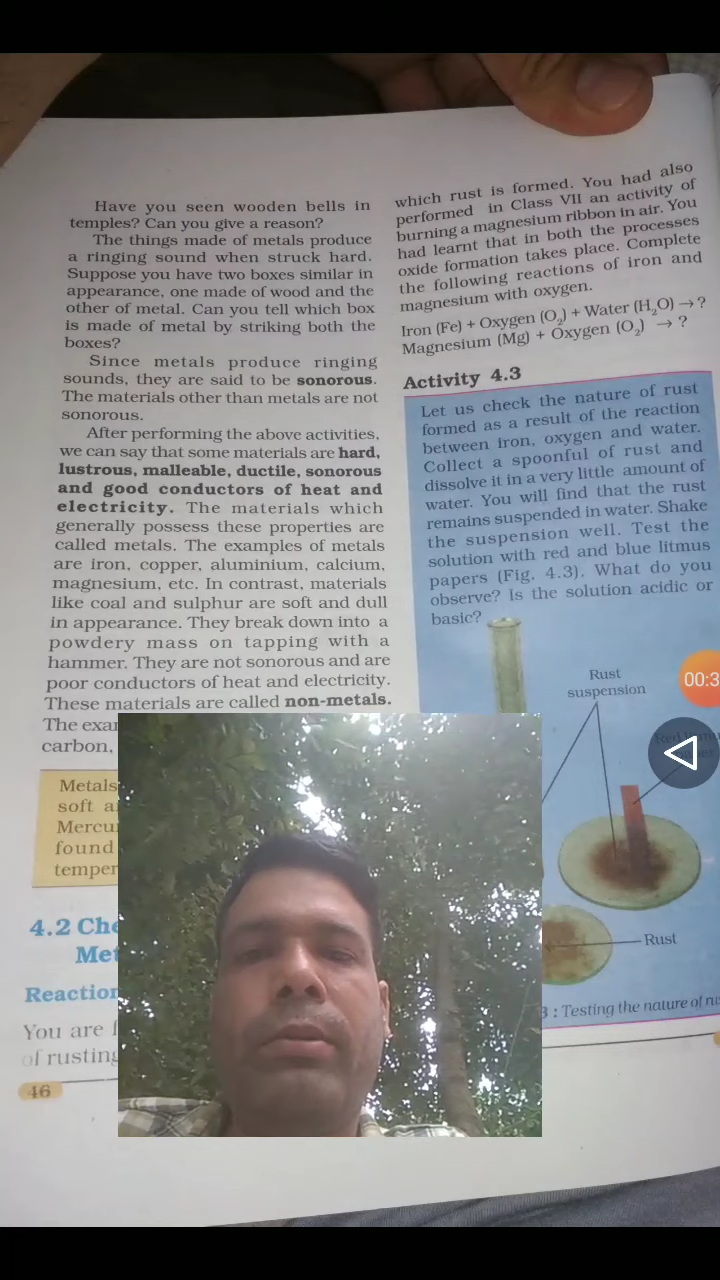 Have you seen wooden bells in
temples? Can you give a reason?
The things made of metals produce
a ringing sound when struck hard.
Suppose you have two boxes similar in
appearance, one made of wood and the
other of metal. Can you tell which box
is made of metal by striking both the
boxes?
Since metals produce ringing
sounds, they are said to be sonorous.
The materials other than metals are not
sonorous.
After performing the above activities,
we can say that some materials are hard,
lustrous, malleable, ductile, sonorous
and good conductors of heat and
electricity. The materials which
generally possess these properties are
called metals. The examples of metals
are iron, copper, aluminium, calcium,
magnesium, etc. In contrast, materials
like coal and sulphur are soft and dull
in appearance. They break down into a
powdery mass on tapping with a
hammer. They are not sonorous and are
poor conductors of heat and electricity.
These materials are called non-metals.
The
carbon,
Metals
soft
found
4.2
Reaction
You are
of rusting
46
which rust is formed. You had also
performed in Class VII an activity of
burning a magnesium ribbon in air. You
had learnt that in both the processes
oxide formation takes place. Complete
the following reactions of iron and
magnesium with oxygen.
Iron (Fe) + Oxygen (O₂) + Water (H₂O) → ?
Magnesium (Mg) + Oxygen (O₂) → ?
Activity 4.3
Let us check the nature of rust
formed as a result of the reaction
between iron, oxygen and water.
Collect a spoonful of rust and
dissolve it in a very little amount of
water. You will find that the rust
remains suspended in water. Shake
the suspension well. Test the
solution with red and blue litmus
papers (Fig. 4.3). What do you
observe? Is the solution acidic or
basic?
Rust
suspension
00:3
Rust
: Testing the nature of